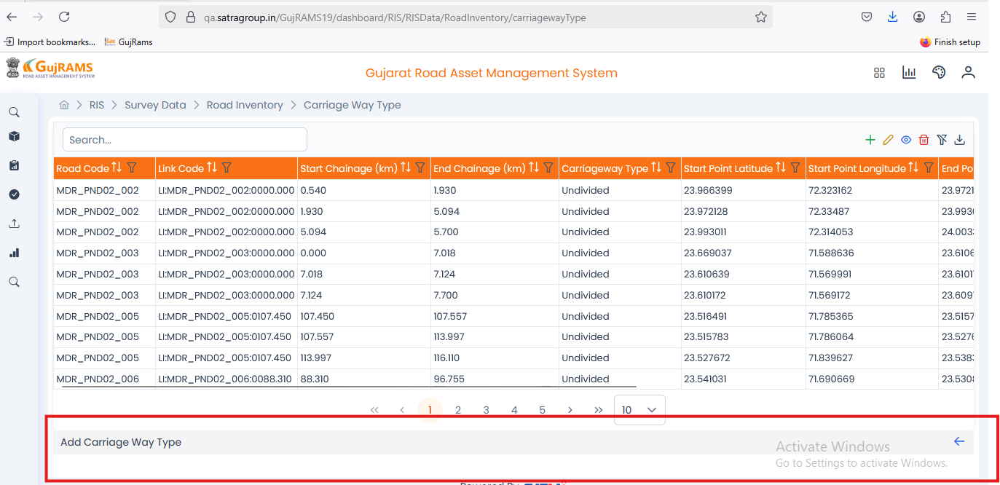 qa.satragroup.in/GujRAMS19/dashboard/RIS/RISData/RoadInventory/carriagewayType
Import bookmarks... GujRams Finish setup
GujRAMS
ROAD ASSET MANAGEMENT SYSTEM
Gujarat Road Asset Management System
RIS > Survey Data > Road Inventory > Carriage Way Type
Search...
Road Code Link Code Start Chainage (km) End Chainage (km) Carriageway Type Start Point Latitude Start Point Longitude End Po
MDR_PND02_002 LI:MDR_PND02_002:0000.000 0.540 1.930 Undivided 23.966399 72.323162 23.9721
MDR_PND02_002 LI:MDR_PND02_002:0000.000 1.930 5.094 Undivided 23.972128 72.33487 23.9930
MDR_PND02_002 LI:MDR_PND02_002:0000.000 5.094 5.700 Undivided 23.993011 72.314053 24.003
MDR_PND02_003 LI:MDR_PND02_003:0000.000 0.000 7.018 Undivided 23.669037 71.588636 23.6106
MDR_PND02_003 LI:MDR_PND02_003:0000.000 7.018 7.124 Undivided 23.610639 71.569991 23.6101
MDR_PND02_003 LI:MDR_PND02_003:0000.000 7.124 7.700 Undivided 23.610172 71.569172 23.609
MDR_PND02_005 LI:MDR_PND02_005:0107.450 107.450 107.557 Undivided 23.516491 71.785365 23.5157
MDR_PND02_005 LI:MDR_PND02_005:0107.450 107.557 113.997 Undivided 23.515783 71.786064 23.527
MDR_PND02_005 LI:MDR_PND02_005:0107.450 113.997 116.110 Undivided 23.527672 71.839627 23.538
MDR_PND02_006 LI:MDR_PND02_006:0088.310 88.310 96.755 Undivided 23.541031 71.690669 23.530
« ‹ 1 2 3 4 5 › » 10
Add Carriage Way Type
Activate Windows
Go to Settings to activate Windows.
Powered By